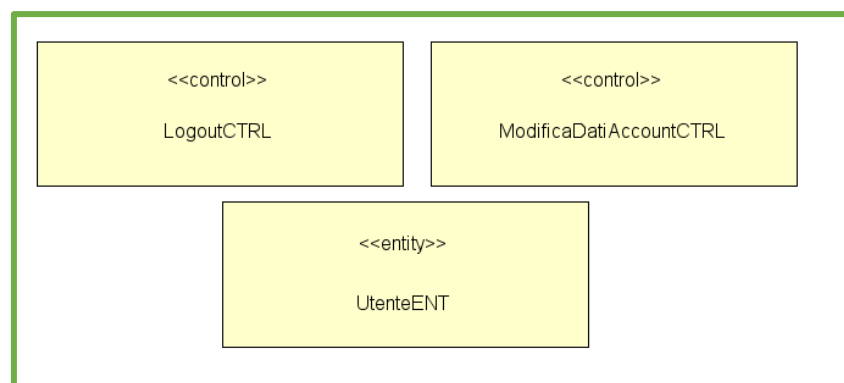 <<control>>
LogoutCTRL
<<control>>
ModificaDatiAccountCTRL
<<entity>>
UtenteENT